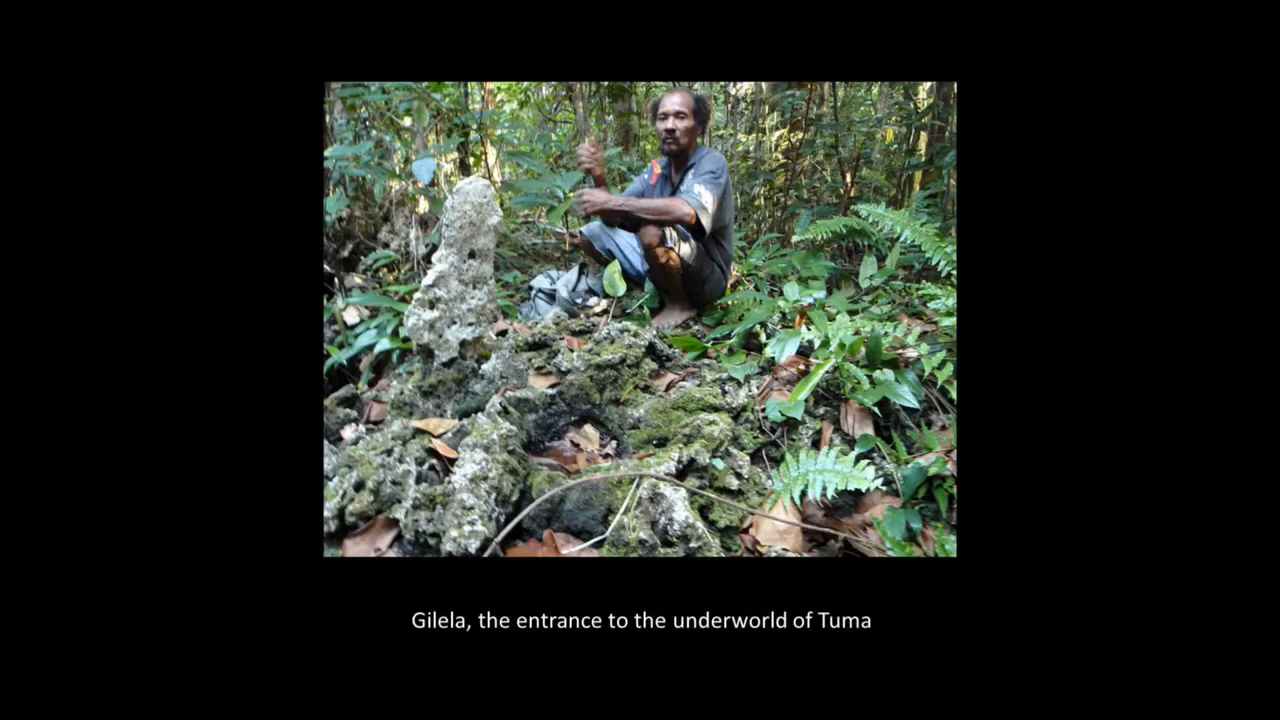 Gilela, the entrance to the underworld of Tuma